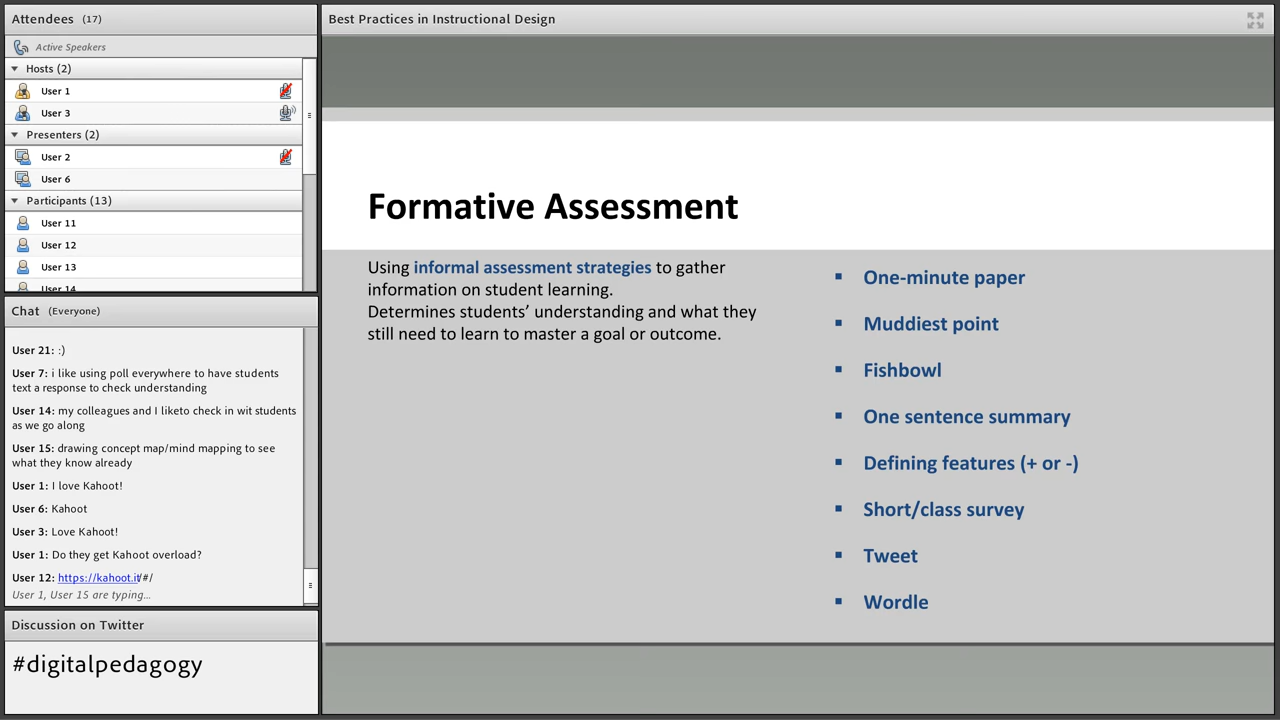 Attendees (17)
Active Speakers
Hosts (2)
User 1
User 3
Presenters (2)
User 2
User 6
Participants (13)
User 11
User 12
User 13
User 14
Chat (Everyone)
User 21: :)
User 7: i like using poll everywhere to have students
text a response to check understanding
User 14: my colleagues and I liketo check in wit students
as we go along
User 15: drawing concept map/mind mapping to see
what they know already
User 1: I love Kahoot!
User 6: Kahoot
User 3: Love Kahoot!
User 1: Do they get Kahoot overload?
User 12: https://kahoot.it/#/
User 1, User 15 are typing...
Discussion on Twitter
#digitalpedagogy
Best Practices in Instructional Design
Formative Assessment
Using informal assessment strategies to gather
information on student learning.
Determines students’ understanding and what they
still need to learn to master a goal or outcome.
▪ One-minute paper
▪ Muddiest point
▪ Fishbowl
▪ One sentence summary
▪ Defining features (+ or -)
▪ Short/class survey
▪ Tweet
▪ Wordle